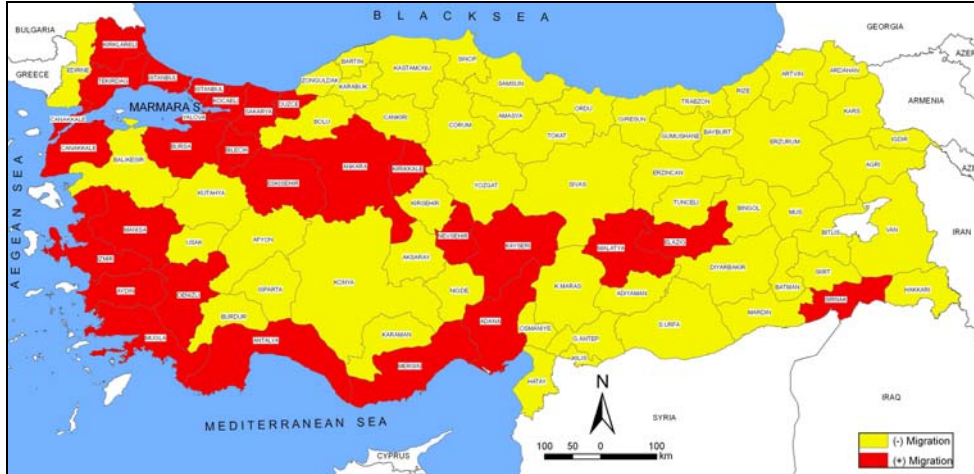 BLACKSEA
BULGARIA
GEORGIA
KIRKLARELI
SINOP
BARTIN
KASTAMONU
ARTVIN
ARDAHAN
AZER
EDIRNE
GREECE
TEKIRDAG
ISTANBUL
ZONGULDAK
KARABUK
SAMSUN
RIZE
ISTANBUL
KOCAELI
DUZCE
SAKARYA
ORDU
TRABZON
ARMENIA
MARMARA S.
YALOVA
CANAKKALE
BOLU
CANKIRI
CORUM
AMASYA
GIRESUN
KARS
TOKAT
GUMUSHANE
BAYBURT
IGDIR
CANAKKALE
BURSA
BILECIK
ERZURUM
BALIKESIR
ANKARA
KIRIKKALE
AGRI
AZE
ESKISEHIR
ERZINCAN
KUTAHYA
YOZGAT
SIVAS
TUNCELI
KIRSEHIR
BINGOL
MUS
AEGEAN SEA
MANISA
NEVSEHIR
BITLIS
VAN
IRAN
USAK
AFYON
KAYSERI
MALATYA
ELAZIG
IZMIR
AKSARAY
DIYARBAKIR
SIIRT
AYDIN
DENIZLI
ISPARTA
KONYA
NIGDE
K.MARAS
ADIYAMAN
BATMAN
HAKKARI
SIRNAK
BURDUR
MARDIN
MUGLA
ANTALYA
KARAMAN
ADANA
OSMANIYE
G.ANTEP
S.URFA
KILIS
MERSIN
HATAY
N
IRAQ
MEDITERRANEAN SEA
SYRIA
100 50 0 100
km
CYPRUS
(-) Migration
(+) Migration